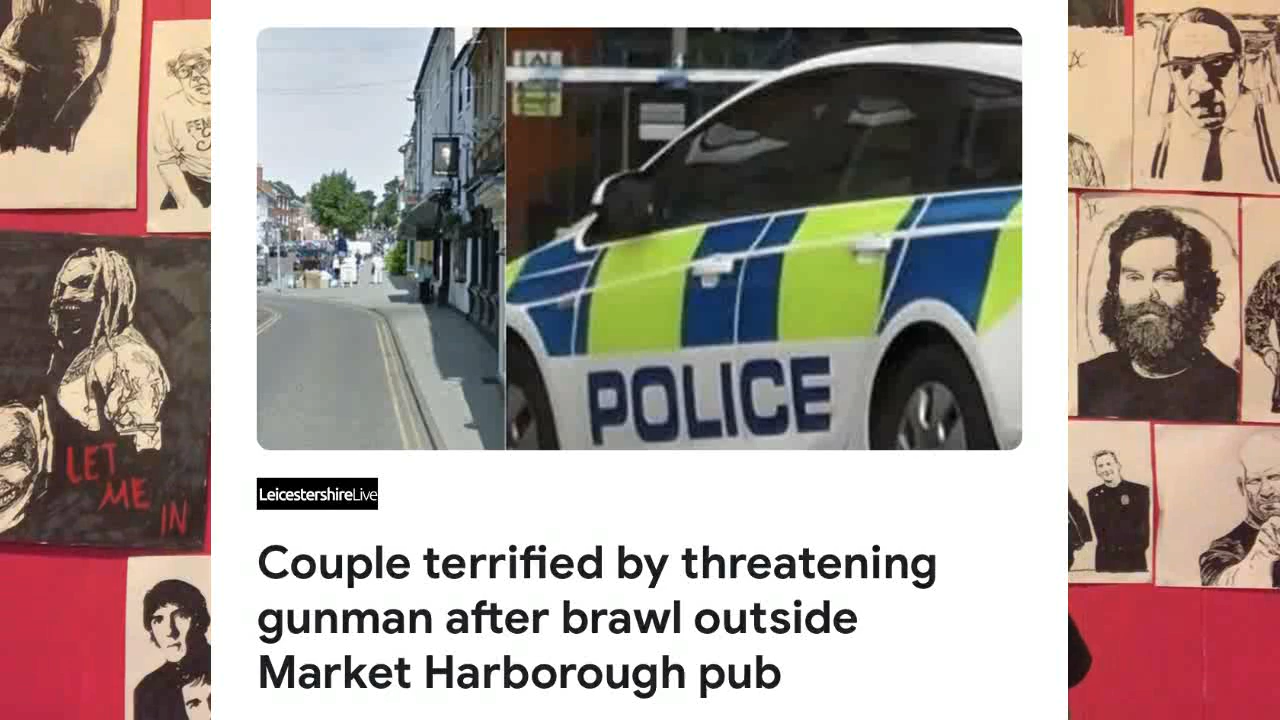 POLICE
LeicestershireLive
Couple terrified by threatening
gunman after brawl outside
Market Harborough pub
LET
ME
IN